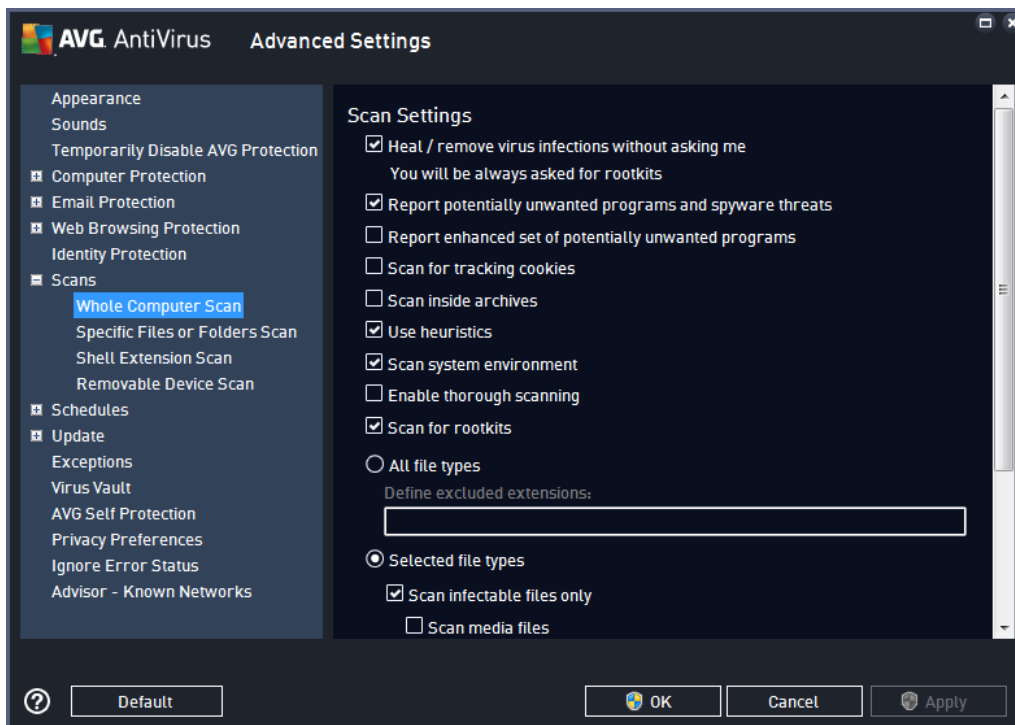 AVG AntiVirus Advanced Settings
Appearance
Sounds
Temporarily Disable AVG Protection
Computer Protection
Email Protection
Web Browsing Protection
Identity Protection
Scans
Whole Computer Scan
Specific Files or Folders Scan
Shell Extension Scan
Removable Device Scan
Schedules
Update
Exceptions
Virus Vault
AVG Self Protection
Privacy Preferences
Ignore Error Status
Advisor - Known Networks
Scan Settings
Heal / remove virus infections without asking me
You will be always asked for rootkits
Report potentially unwanted programs and spyware threats
Report enhanced set of potentially unwanted programs
Scan for tracking cookies
Scan inside archives
Use heuristics
Scan system environment
Enable thorough scanning
Scan for rootkits
All file types
Define excluded extensions:
Selected file types
Scan infectable files only
Scan media files
? Default OK Cancel Apply